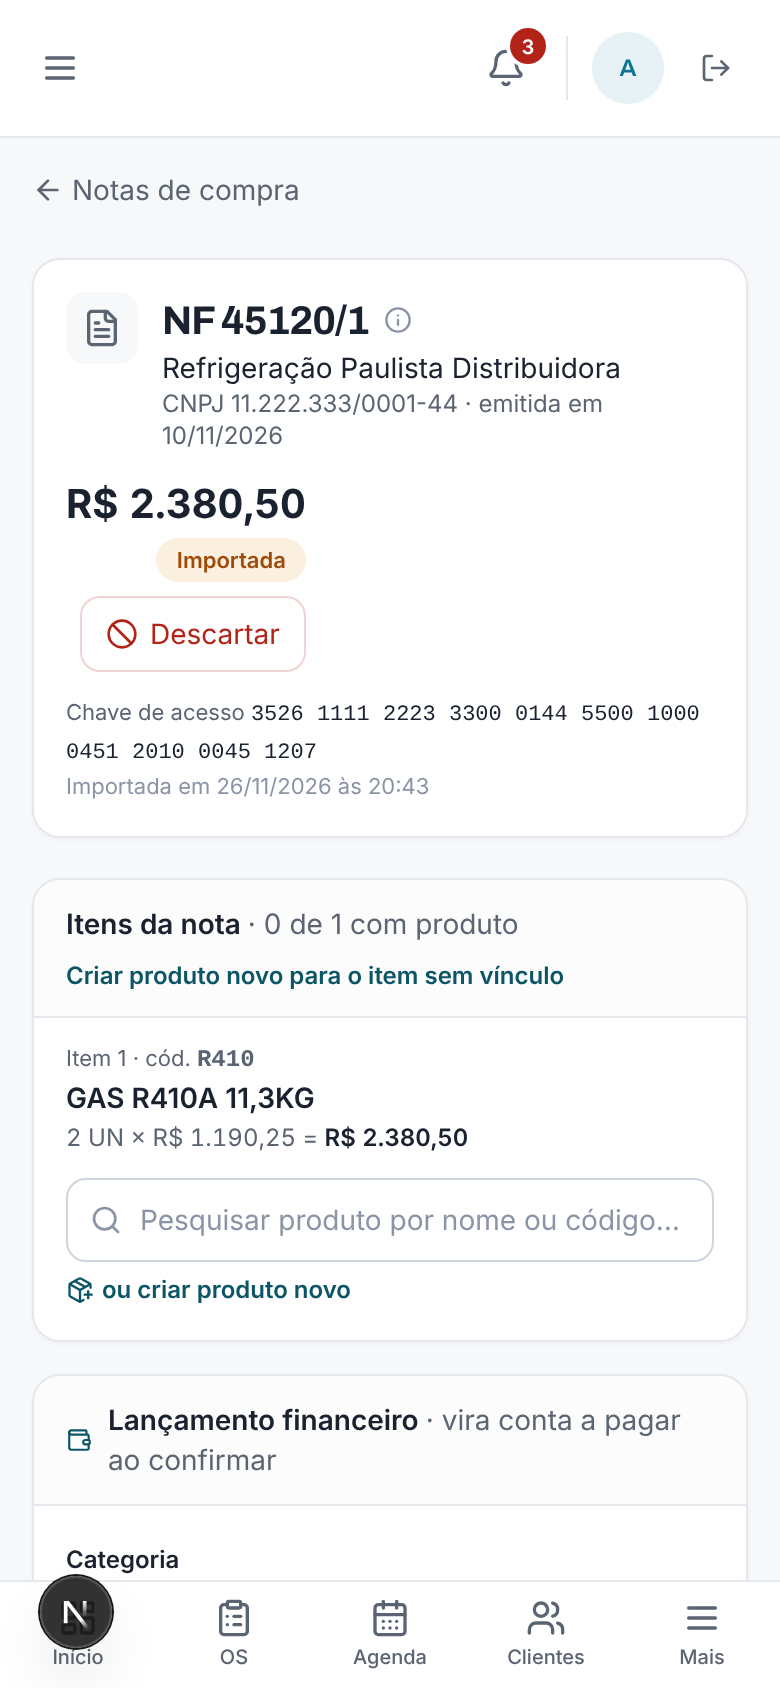 3
A
Notas de compra
NF 45120/1
Refrigeração Paulista Distribuidora
CNPJ 11.222.333/0001-44 · emitida em
10/11/2026
R$ 2.380,50
Importada
Descartar
Chave de acesso 3526 1111 2223 3300 0144 5500 1000
0451 2010 0045 1207
Importada em 26/11/2026 às 20:43
Itens da nota · 0 de 1 com produto
Criar produto novo para o item sem vínculo
Item 1 · cód. R410
GAS R410A 11,3KG
2 UN × R$ 1.190,25 = R$ 2.380,50
Pesquisar produto por nome ou código...
ou criar produto novo
Lançamento financeiro · vira conta a pagar
ao confirmar
Categoria
N
Início
OS
Agenda
Clientes
Mais